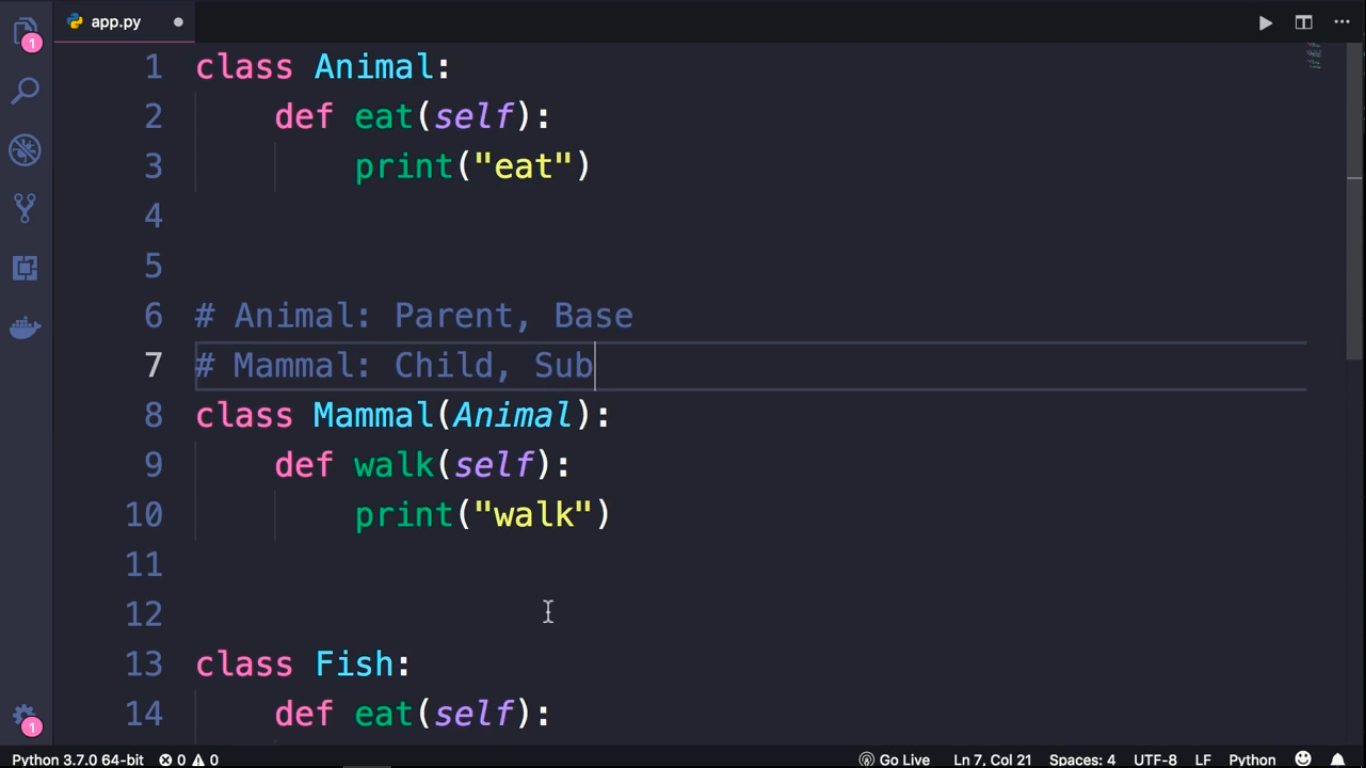 app.py
1
1 class Animal:
2     def eat(self):
3         print("eat")
4
5
6 # Animal: Parent, Base
7 # Mammal: Child, Sub
8 class Mammal(Animal):
9     def walk(self):
10         print("walk")
11
12
13 class Fish:
14     def eat(self):
1
Python 3.7.0 64-bit 0 0 Go Live Ln 7, Col 21 Spaces: 4 UTF-8 LF Python